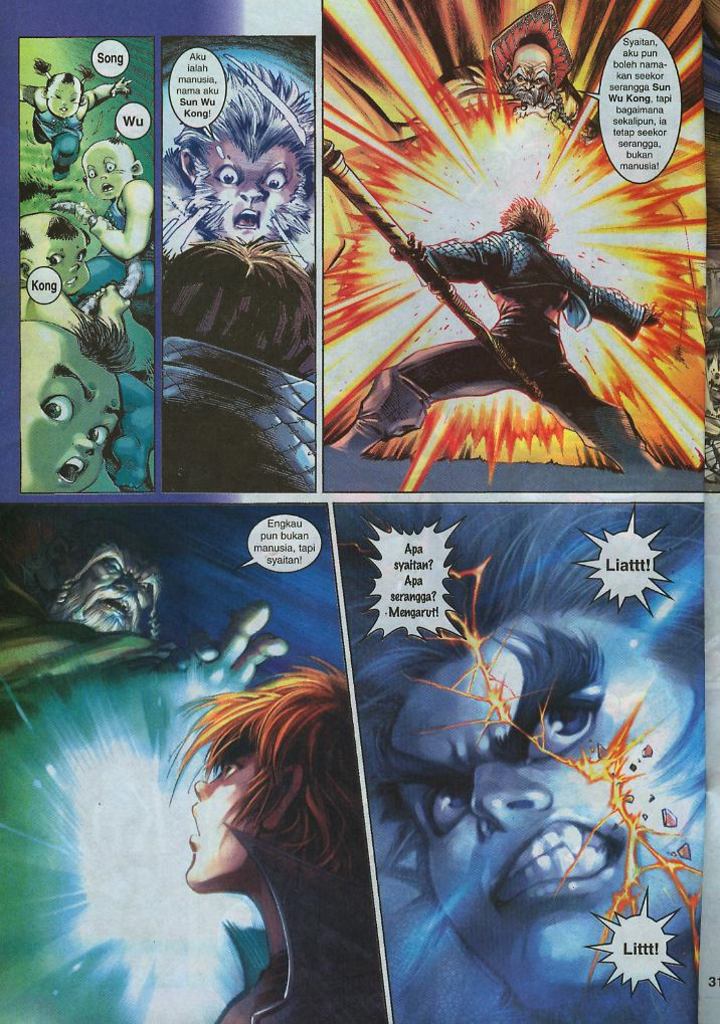 Song
Wu
Kong
Aku
ialah
manusia,
nama aku
Sun Wu
Kong!
Syaitan,
aku pun
boleh nama-
kan seekor
serangga Sun
Wu Kong, tapi
bagaimana
sekalipun, ia
tetap seekor
serangga,
bukan
manusia!
Engkau
pun bukan
manusia, tapi
syaitan!
Apa
syaitan?
Apa
serangga?
Mengarut!
Liattt!
Littt!
31